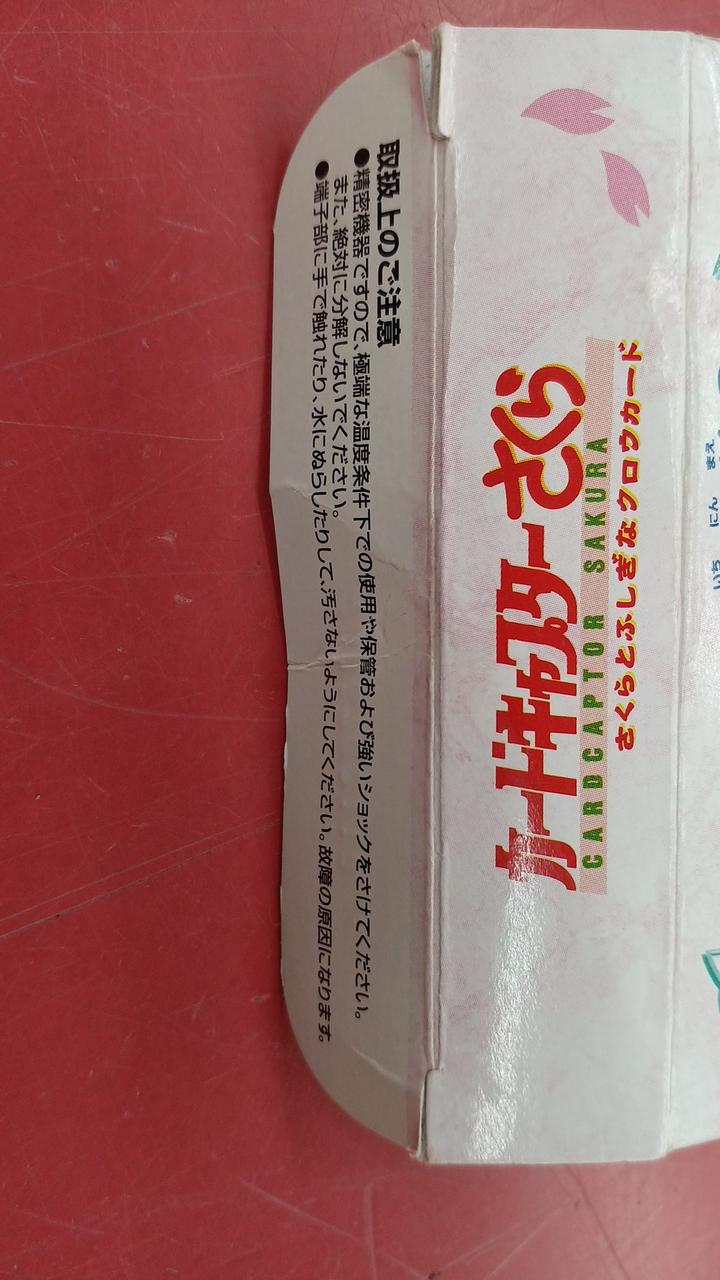 取扱上のご注意
●精密機器ですので、極端な温度条件下での使用や保管および強いショックをさけてください。
また、絶対に分解しないでください。
●端子部に手で触れたり、水にぬらしたりして、汚さないようにしてください。故障の原因になります。
カードキャプターさくら
CARDCAPTOR SAKURA
さくらとふしぎなクロウカード
いち にん まえ